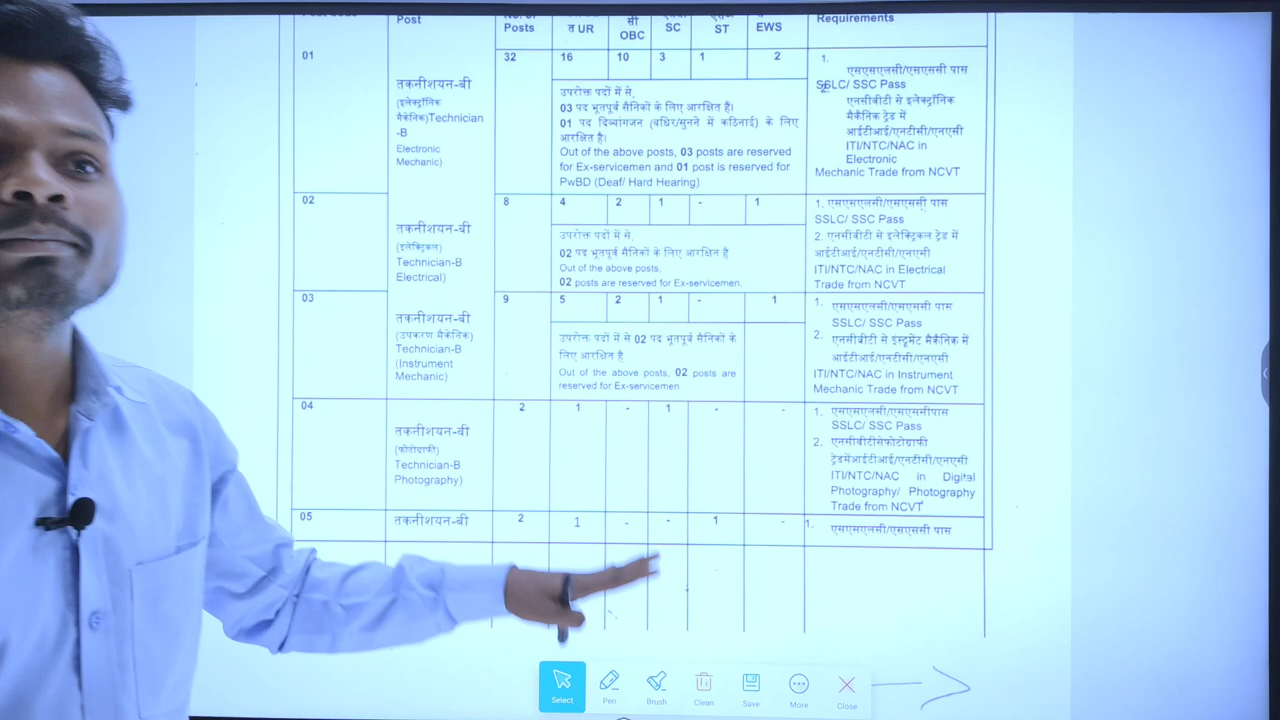 Post
Posts
त UR
सी
OBC
SC
ST
EWS
Requirements
01
तकनीशयन-बी
(इलेक्ट्रॉनिक
मैकेनिक)Technician
-B
Electronic
Mechanic)
32
16
10
3
1
2
उपरोक्त पदों में से,
03 पद भूतपूर्व सैनिकों के लिए आरक्षित हैं।
01 पद दिव्यांगजन (बधिर/सुनने में कठिनाई) के लिए
आरक्षित है।
Out of the above posts, 03 posts are reserved
for Ex-servicemen and 01 post is reserved for
PwBD (Deaf/ Hard Hearing)
1.
एसएसएलसी/एसएससी पास
SSLC/ SSC Pass
2.
एनसीवीटी से इलेक्ट्रॉनिक
मैकैनिक ट्रेड में
आईटीआई/एनटीसी/एनएसी
ITI/NTC/NAC in
Electronic
Mechanic Trade from NCVT
02
तकनीशयन-बी
(इलेक्ट्रिकल)
Technician-B
Electrical)
8
4
2
1
-
1
उपरोक्त पदों में से,
02 पद भूतपूर्व सैनिकों के लिए आरक्षित है
Out of the above posts,
02 posts are reserved for Ex-servicemen.
1. एसएसएलसी/एसएससी पास
SSLC/ SSC Pass
2. एनसीवीटी से इलेक्ट्रिकल ट्रेड में
आईटीआई/एनटीसी/एनएसी
ITI/NTC/NAC in Electrical
Trade from NCVT
03
तकनीशयन-बी
(उपकरण मैकेनिक)
Technician-B
(Instrument
Mechanic)
9
5
2
1
-
1
उपरोक्त पदों में से 02 पद भूतपूर्व सैनिकों के
लिए आरक्षित है
Out of the above posts, 02 posts are
reserved for Ex-servicemen
1. एसएसएलसी/एसएससी पास
SSLC/ SSC Pass
2. एनसीवीटी से इंस्ट्रूमेंट मैकैनिक में
आईटीआई/एनटीसी/एनएसी
ITI/NTC/NAC in Instrument
Mechanic Trade from NCVT
04
तकनीशयन-बी
(फोटोग्राफी)
Technician-B
Photography)
2
1
-
1
-
-
1. एसएसएलसी/एसएससीपास
SSLC/ SSC Pass
2. एनसीवीटीसेफोटोग्राफी
ट्रेडमेंआईटीआई/एनटीसी/एनएसी
ITI/NTC/NAC in Digital
Photography/ Photography
Trade from NCVT
05
तकनीशयन-बी
2
1
-
-
1
-
1. एसएसएलसी/एसएससी पास
Select
Pen
Brush
Clean
Save
More
Close